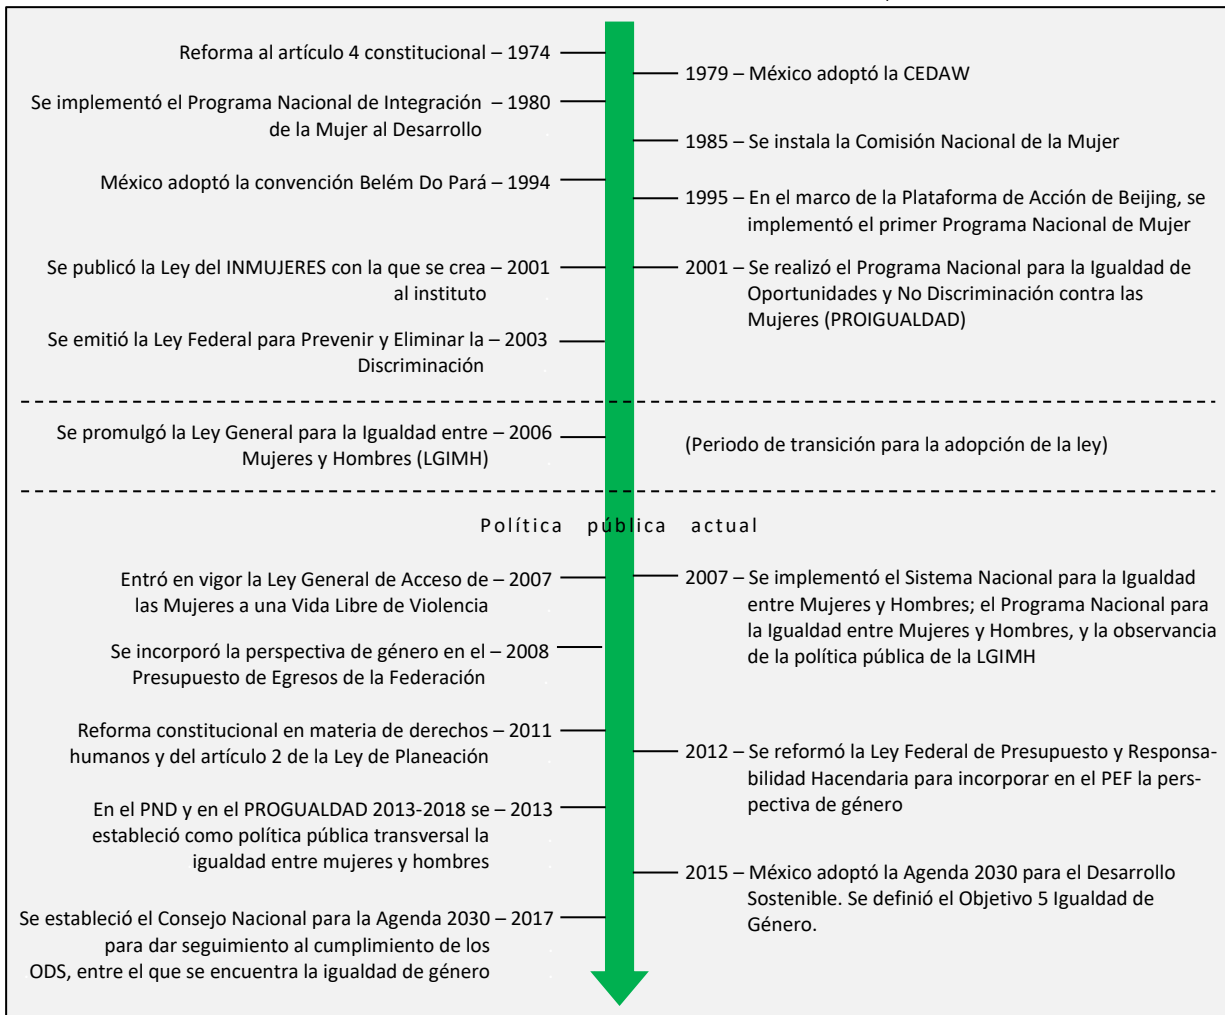 Reforma al artículo 4 constitucional – 1974
1979 – México adoptó la CEDAW
Se implementó el Programa Nacional de Integración – 1980
de la Mujer al Desarrollo
1985 – Se instala la Comisión Nacional de la Mujer
México adoptó la convención Belém Do Pará – 1994
1995 – En el marco de la Plataforma de Acción de Beijing, se
implementó el primer Programa Nacional de Mujer
Se publicó la Ley del INMUJERES con la que se crea – 2001
al instituto
2001 – Se realizó el Programa Nacional para la Igualdad de
Oportunidades y No Discriminación contra las
Mujeres (PROIGUALDAD)
Se emitió la Ley Federal para Prevenir y Eliminar la – 2003
Discriminación
Se promulgó la Ley General para la Igualdad entre – 2006
Mujeres y Hombres (LGIMH)
(Periodo de transición para la adopción de la ley)
Política pública actual
Entró en vigor la Ley General de Acceso de – 2007
las Mujeres a una Vida Libre de Violencia
2007 – Se implementó el Sistema Nacional para la Igualdad
entre Mujeres y Hombres; el Programa Nacional para
la Igualdad entre Mujeres y Hombres, y la observancia
de la política pública de la LGIMH
Se incorporó la perspectiva de género en el – 2008
Presupuesto de Egresos de la Federación
Reforma constitucional en materia de derechos – 2011
humanos y del artículo 2 de la Ley de Planeación
2012 – Se reformó la Ley Federal de Presupuesto y Responsa-
bilidad Hacendaria para incorporar en el PEF la pers-
pectiva de género
En el PND y en el PROGUALDAD 2013-2018 se – 2013
estableció como política pública transversal la
igualdad entre mujeres y hombres
2015 – México adoptó la Agenda 2030 para el Desarrollo
Sostenible. Se definió el Objetivo 5 Igualdad de
Género.
Se estableció el Consejo Nacional para la Agenda 2030 – 2017
para dar seguimiento al cumplimiento de los
ODS, entre el que se encuentra la igualdad de género